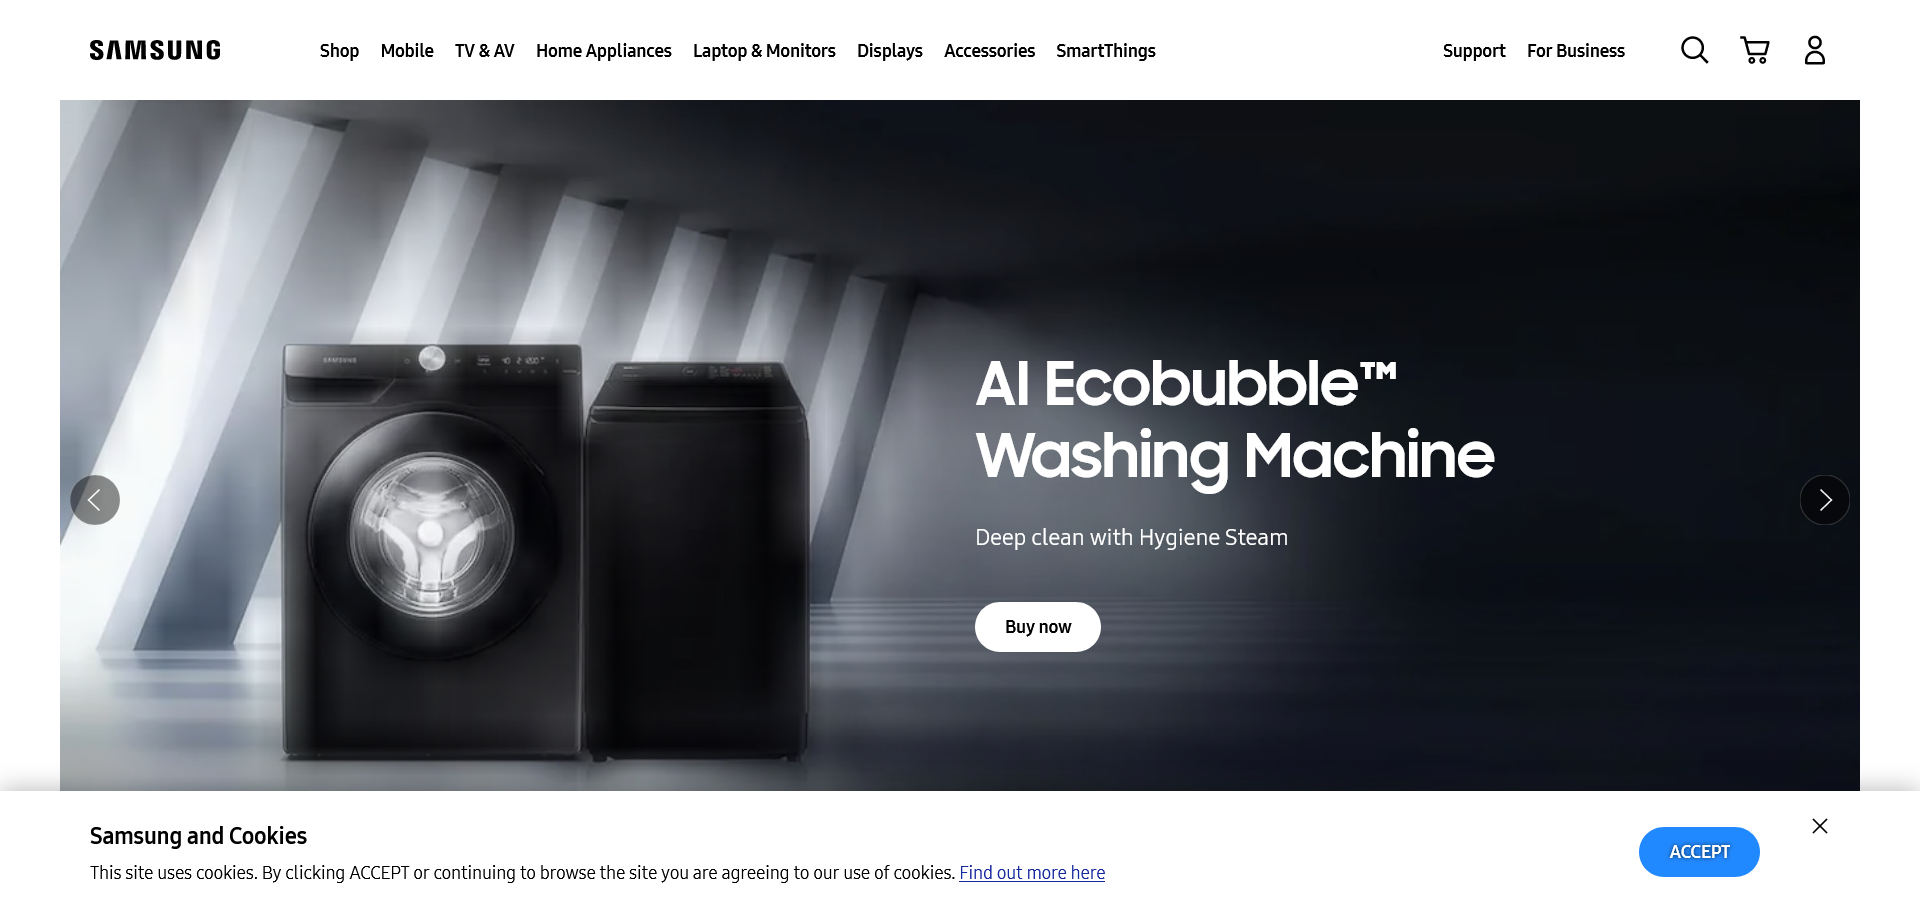 SAMSUNG Shop Mobile TV & AV Home Appliances Laptop & Monitors Displays Accessories SmartThings Support For Business
SAMSUNG
AI Ecobubble™
Washing Machine
Deep clean with Hygiene Steam
Buy now
Samsung and Cookies
This site uses cookies. By clicking ACCEPT or continuing to browse the site you are agreeing to our use of cookies. Find out more here
ACCEPT